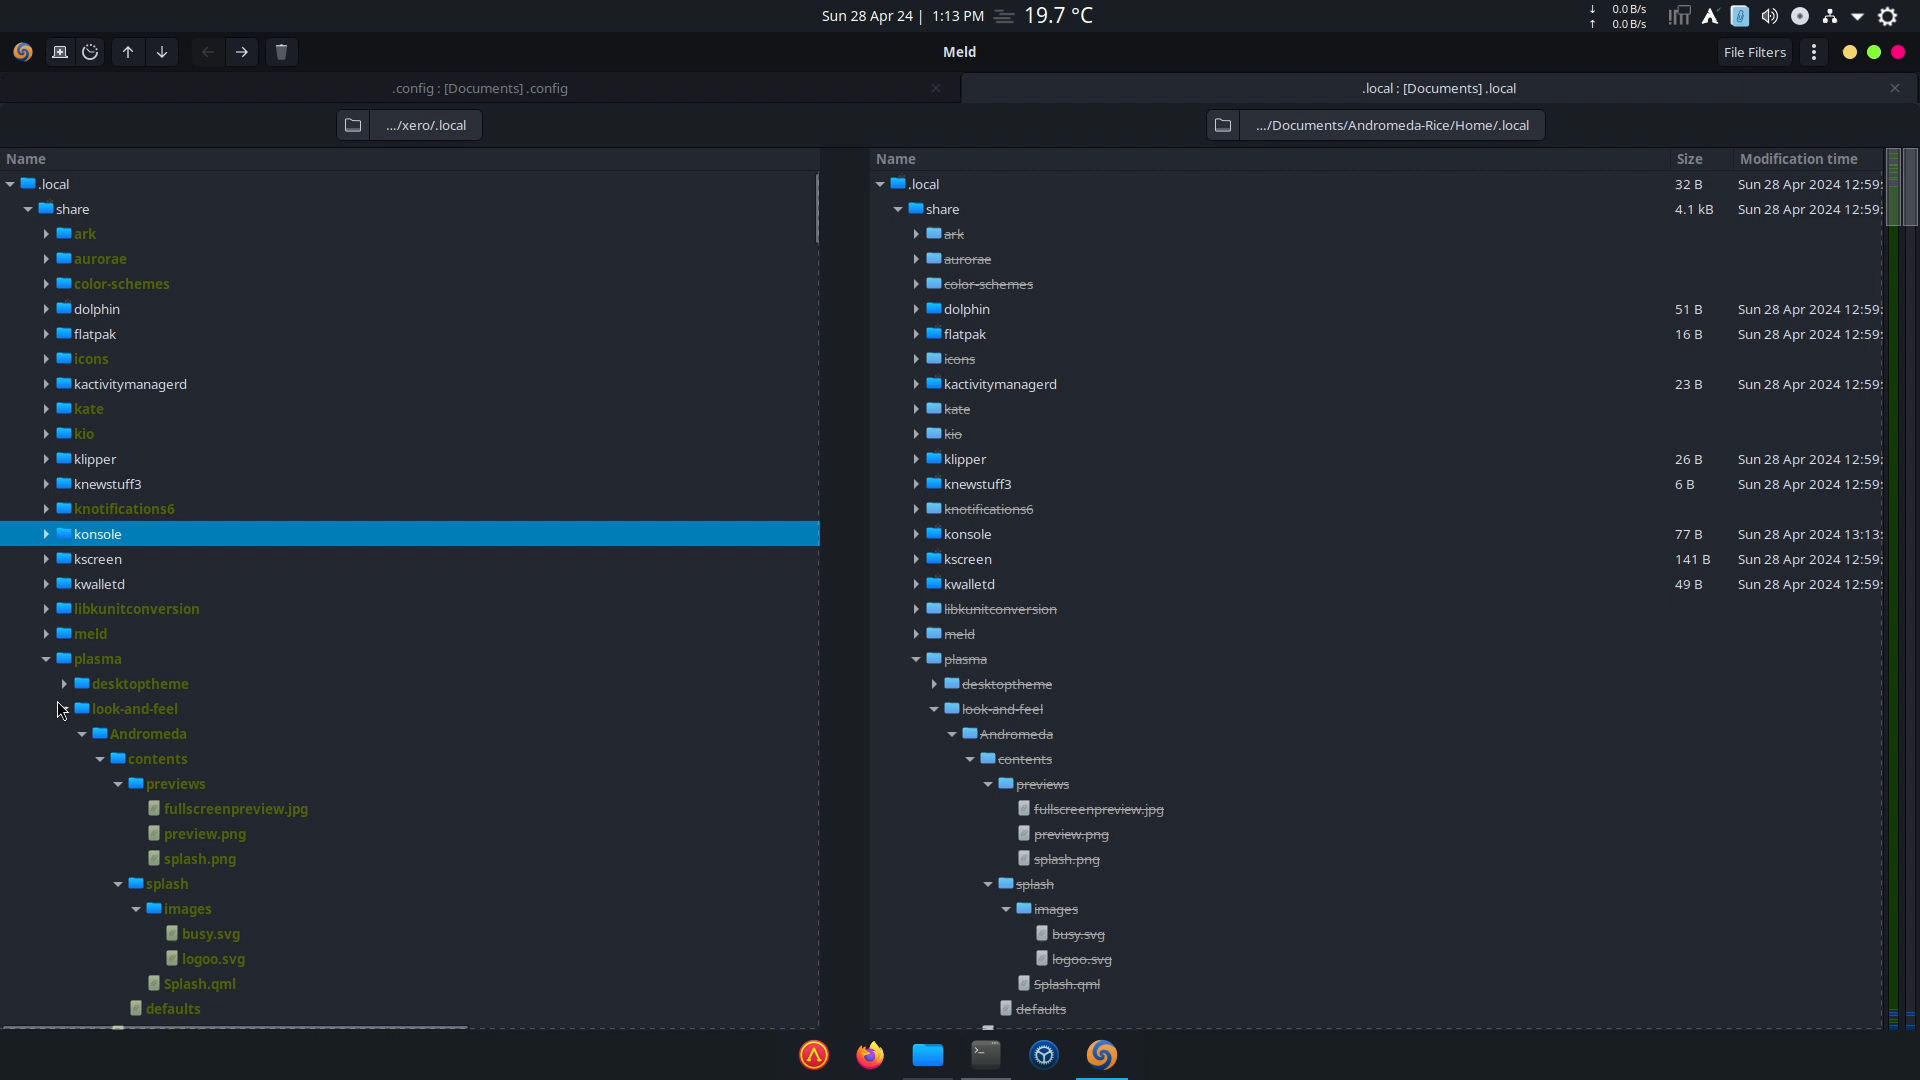 Sun 28 Apr 24 | 1:13 PM 19.7 °C
↓ 0.0 B/s
↑ 0.0 B/s
Meld
File Filters
.config : [Documents] .config
.local : [Documents] .local
.../xero/.local
.../Documents/Andromeda-Rice/Home/.local
Name
.local
share
ark
aurorae
color-schemes
dolphin
flatpak
icons
kactivitymanagerd
kate
kio
klipper
knewstuff3
knotifications6
konsole
kscreen
kwalletd
libkunitconversion
meld
plasma
desktoptheme
look-and-feel
Andromeda
contents
previews
fullscreenpreview.jpg
preview.png
splash.png
splash
images
busy.svg
logoo.svg
Splash.qml
defaults
Name Size Modification time
.local 32 B Sun 28 Apr 2024 12:59:
share 4.1 kB Sun 28 Apr 2024 12:59:
ark
aurorae
color-schemes
dolphin 51 B Sun 28 Apr 2024 12:59:
flatpak 16 B Sun 28 Apr 2024 12:59:
icons
kactivitymanagerd 23 B Sun 28 Apr 2024 12:59:
kate
kio
klipper 26 B Sun 28 Apr 2024 12:59:
knewstuff3 6 B Sun 28 Apr 2024 12:59:
knotifications6
konsole 77 B Sun 28 Apr 2024 13:13:
kscreen 141 B Sun 28 Apr 2024 12:59:
kwalletd 49 B Sun 28 Apr 2024 12:59:
libkunitconversion
meld
plasma
desktoptheme
look-and-feel
Andromeda
contents
previews
fullscreenpreview.jpg
preview.png
splash.png
splash
images
busy.svg
logoo.svg
Splash.qml
defaults